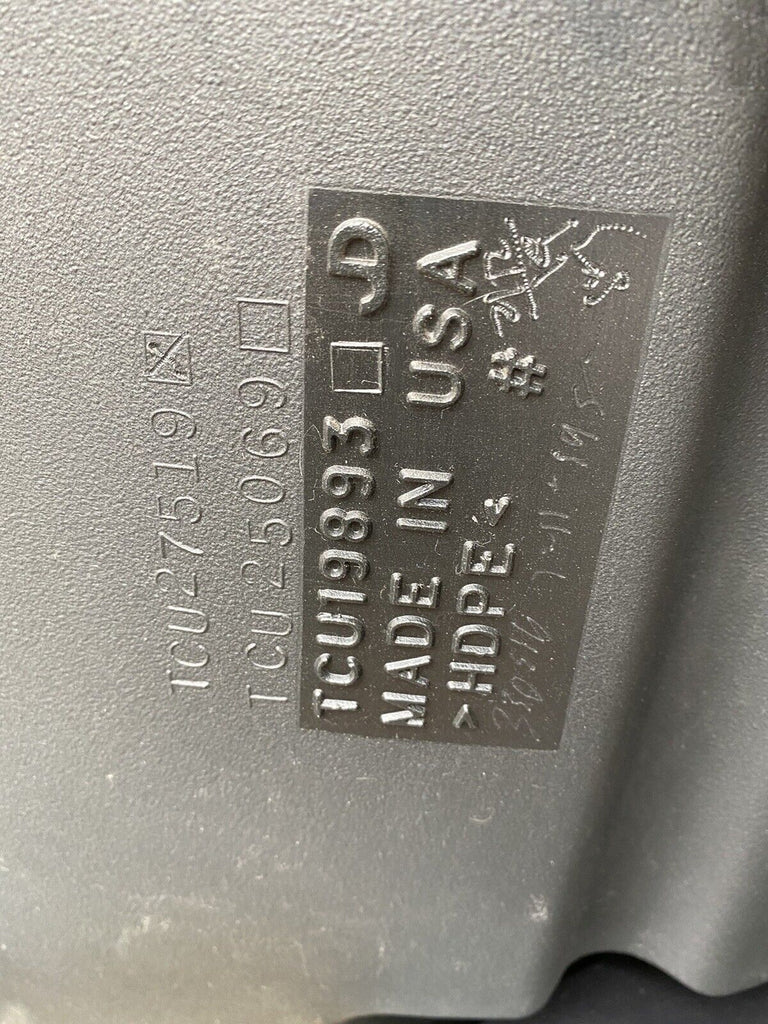 TCU27519 ☒
TCU25069 ☐
TCU19893 ☐ JD
MADE IN USA
>HDPE< #